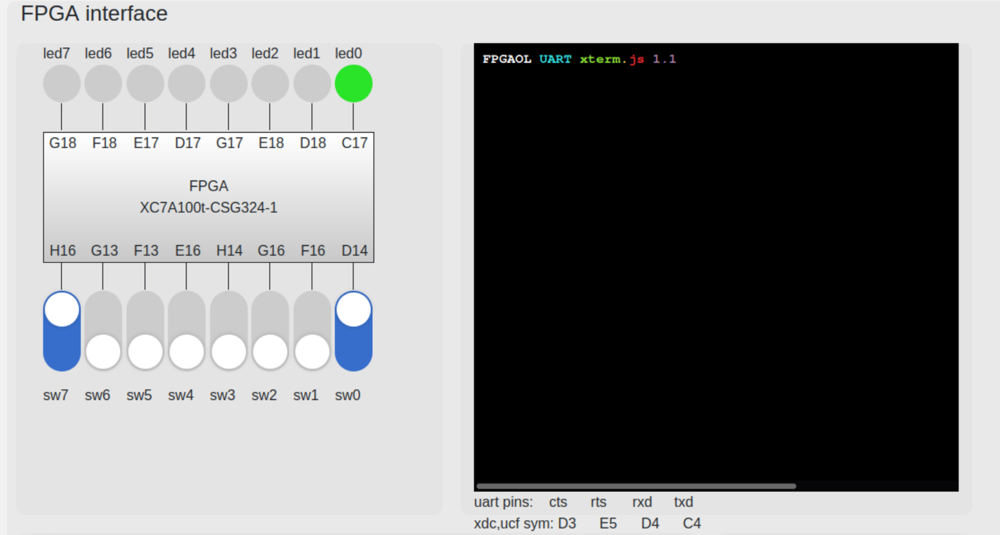 FPGA interface
led7 led6 led5 led4 led3 led2 led1 led0
G18 F18 E17 D17 G17 E18 D18 C17
FPGA
XC7A100t-CSG324-1
H16 G13 F13 E16 H14 G16 F16 D14
sw7 sw6 sw5 sw4 sw3 sw2 sw1 sw0
FPGAOL UART xterm.js 1.1
uart pins: cts rts rxd txd
xdc,ucf sym: D3 E5 D4 C4